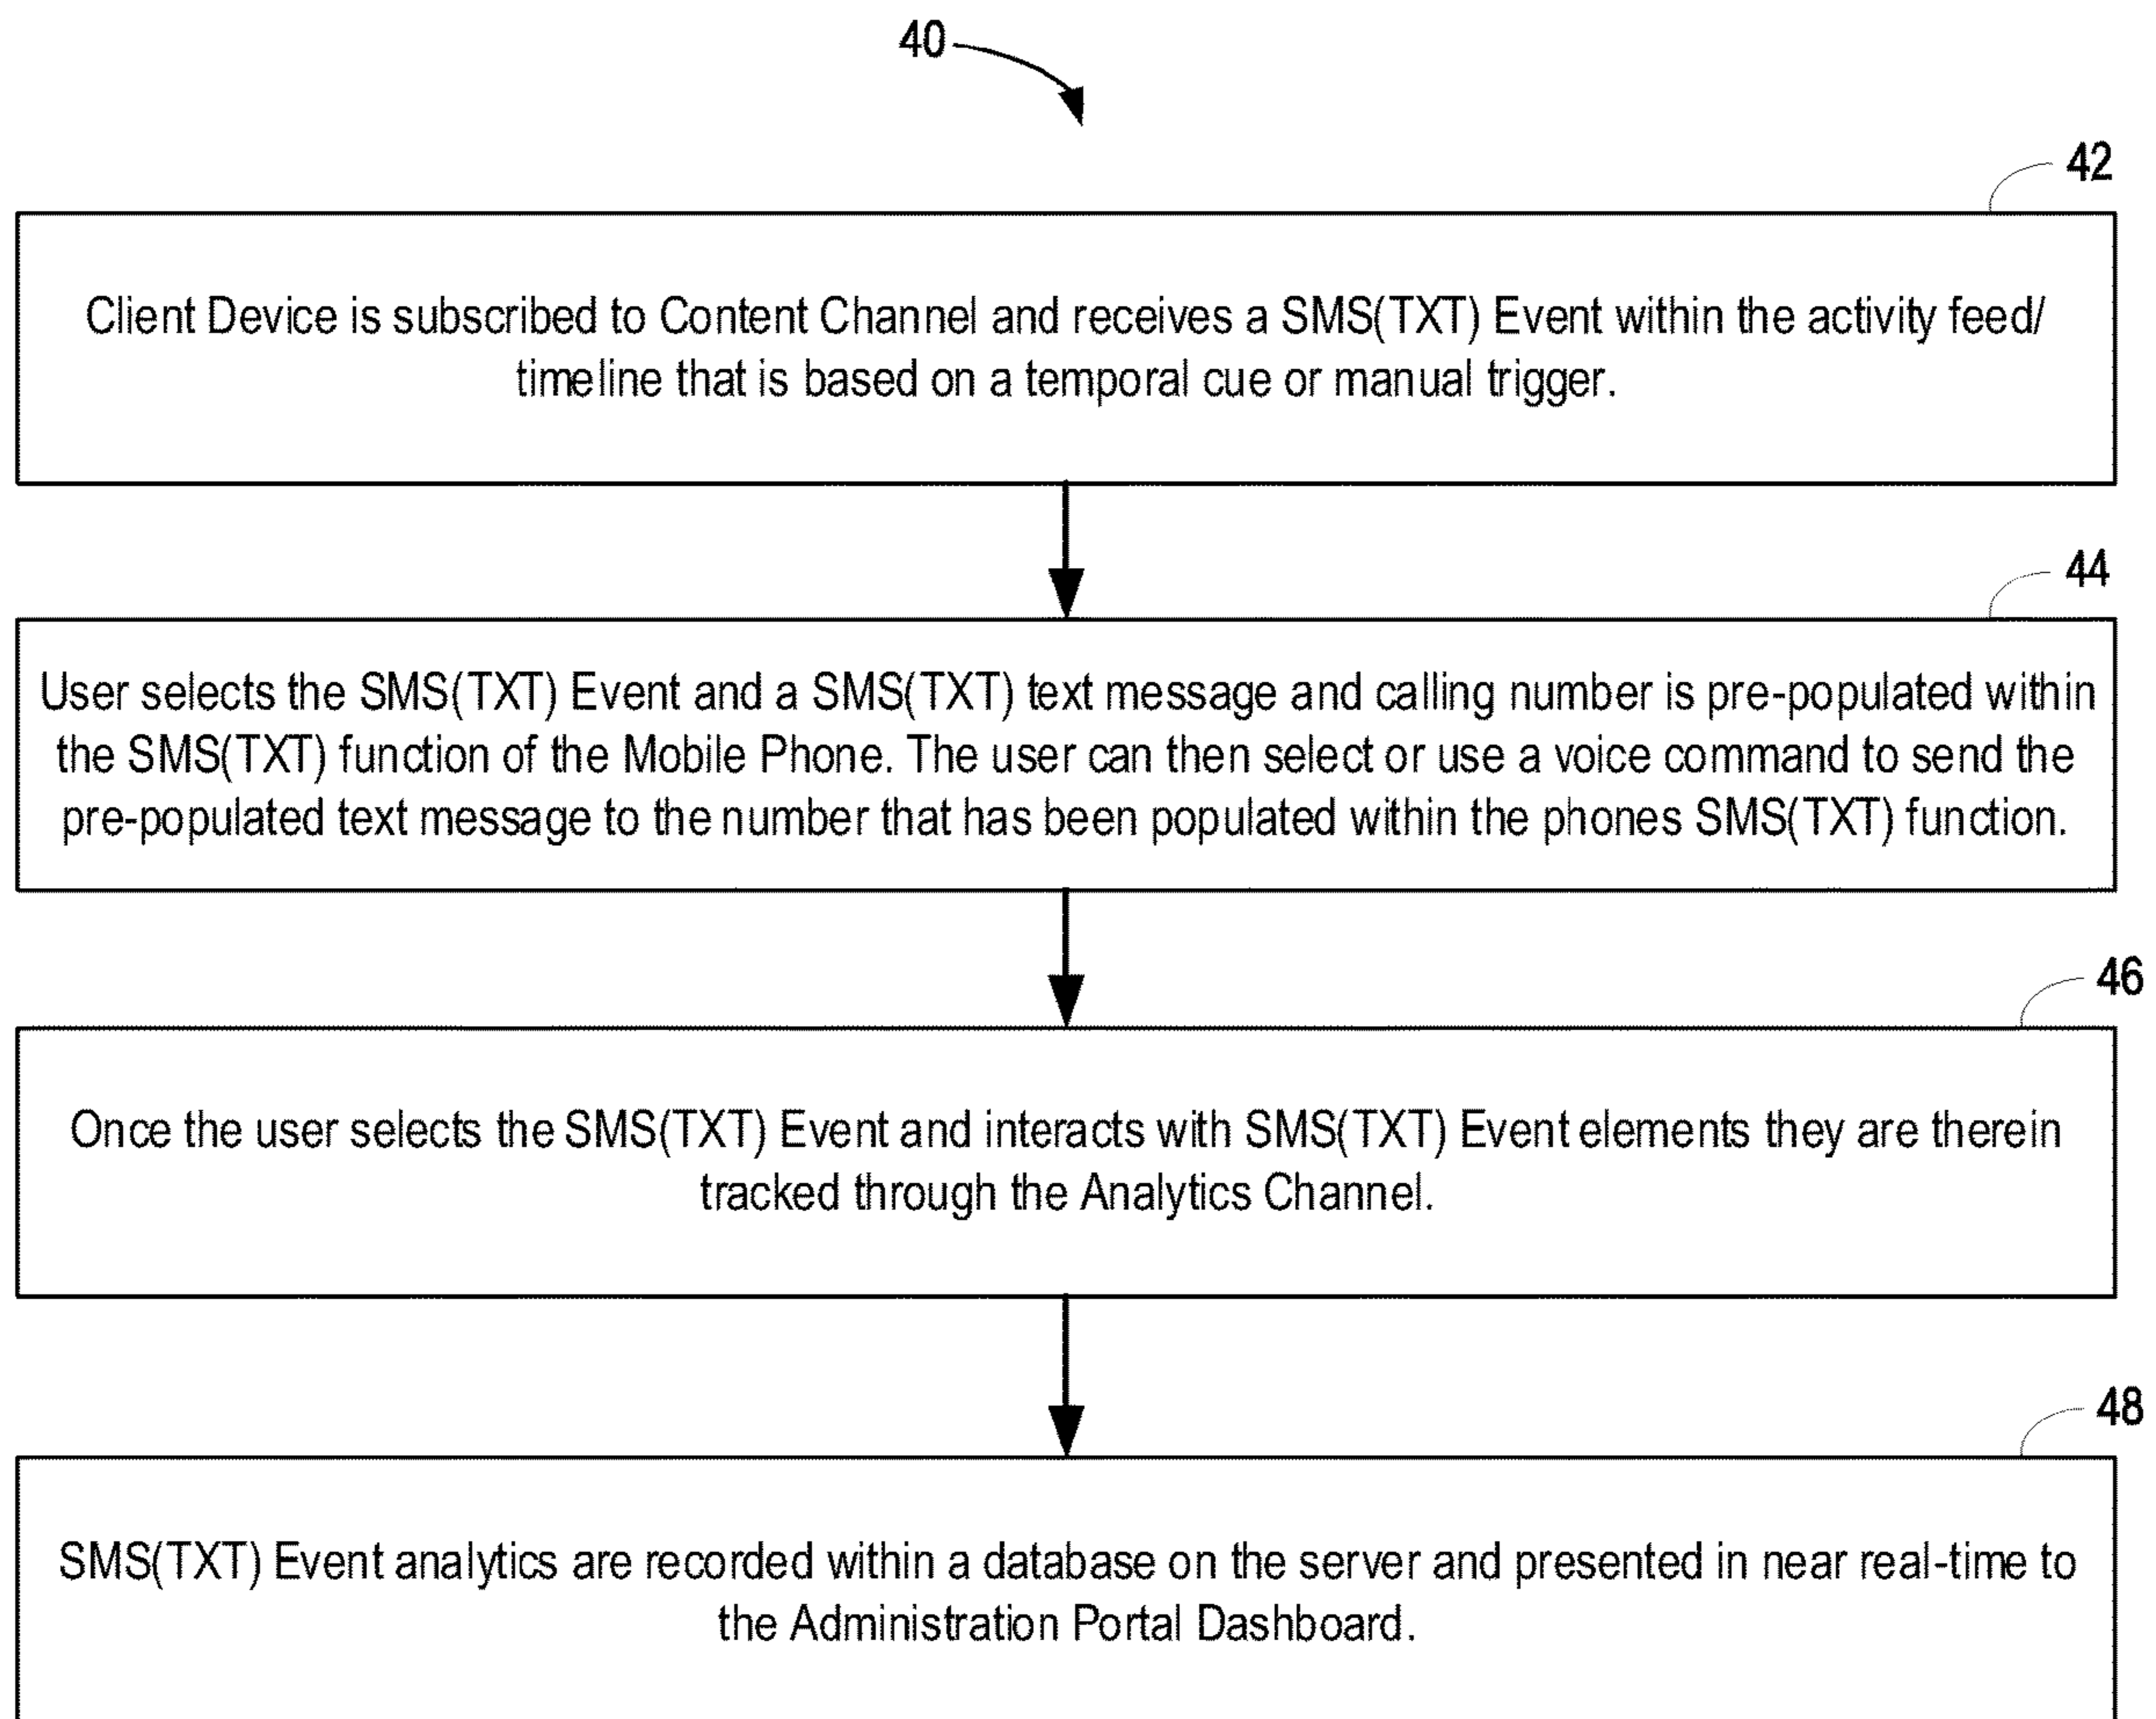 40
42
Client Device is subscribed to Content Channel and receives a SMS(TXT) Event within the activity feed/
timeline that is based on a temporal cue or manual trigger.
44
User selects the SMS(TXT) Event and a SMS(TXT) text message and calling number is pre-populated within
the SMS(TXT) function of the Mobile Phone. The user can then select or use a voice command to send the
pre-populated text message to the number that has been populated within the phones SMS(TXT) function.
46
Once the user selects the SMS(TXT) Event and interacts with SMS(TXT) Event elements they are therein
tracked through the Analytics Channel.
48
SMS(TXT) Event analytics are recorded within a database on the server and presented in near real-time to
the Administration Portal Dashboard.